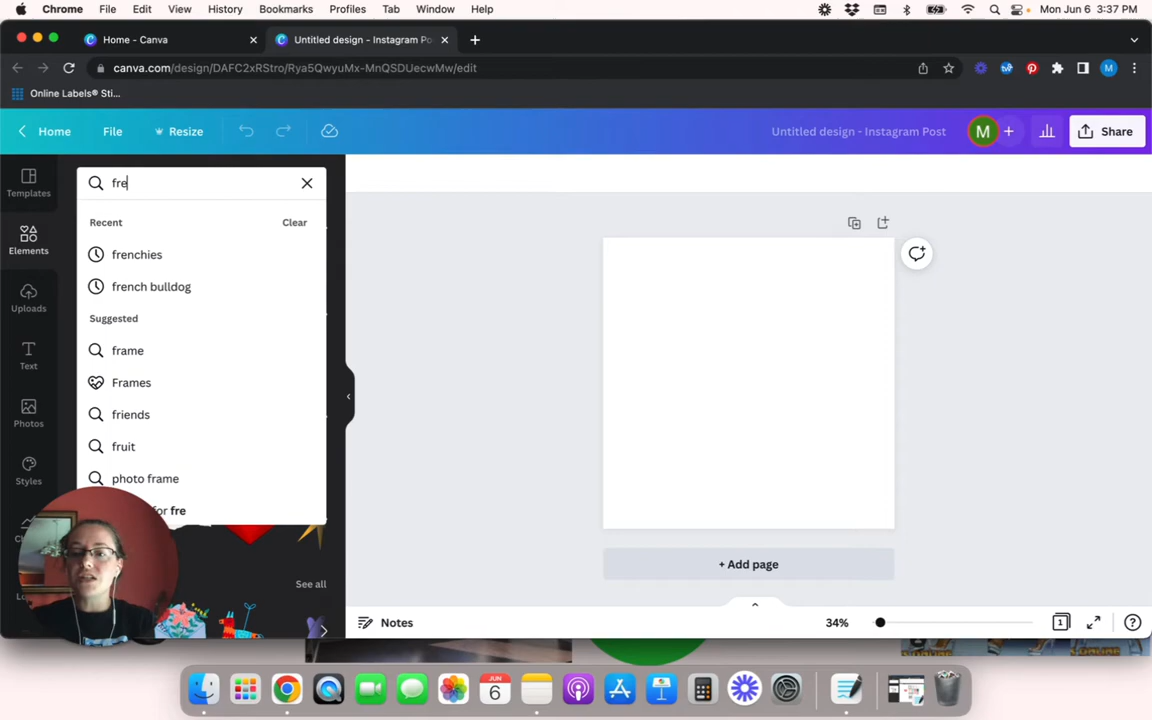 Chrome File Edit View History Bookmarks Profiles Tab Window Help Mon Jun 6 3:37 PM
Home - Canva Untitled design - Instagram Po
canva.com/design/DAFC2xRStro/Rya5QwyuMx-MnQSDUecwMw/edit M
Online Labels® Sti...
Home File Resize Untitled design - Instagram Post M Share
Templates
fre
Recent Clear
Elements
frenchies
french bulldog
Uploads
Suggested
frame
Text
Frames
friends
Photos
fruit
Styles
photo frame
for fre
+ Add page
See all
Notes 34% 1
JUN
6